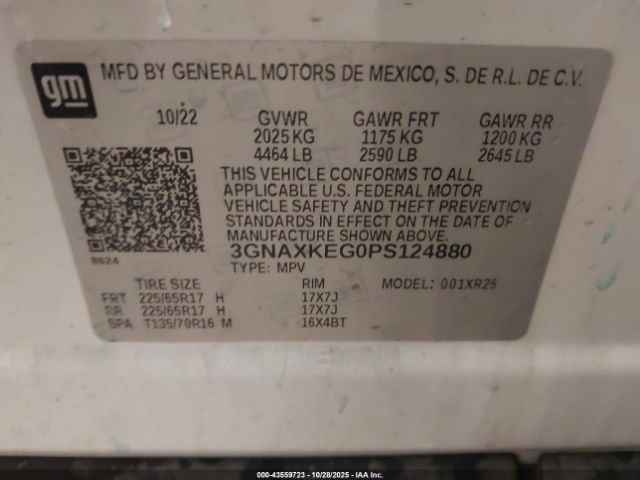 gm
MFD BY GENERAL MOTORS DE MEXICO, S. DE R.L. DE C.V.
10/22 GVWR GAWR FRT GAWR RR
2025 KG 1175 KG 1200 KG
4464 LB 2590 LB 2645 LB
THIS VEHICLE CONFORMS TO ALL
APPLICABLE U.S. FEDERAL MOTOR
VEHICLE SAFETY AND THEFT PREVENTION
STANDARDS IN EFFECT ON THE DATE OF
MANUFACTURE SHOWN ABOVE.
3GNAXKEG0PS124880
8624 TYPE: MPV
TIRE SIZE RIM MODEL: 001XR26
FRT 225/65R17 H 17X7J
RR 225/65R17 H 17X7J
SPA T135/70R16 M 16X4BT
000-43559723 - 10/28/2025 - IAA Inc.